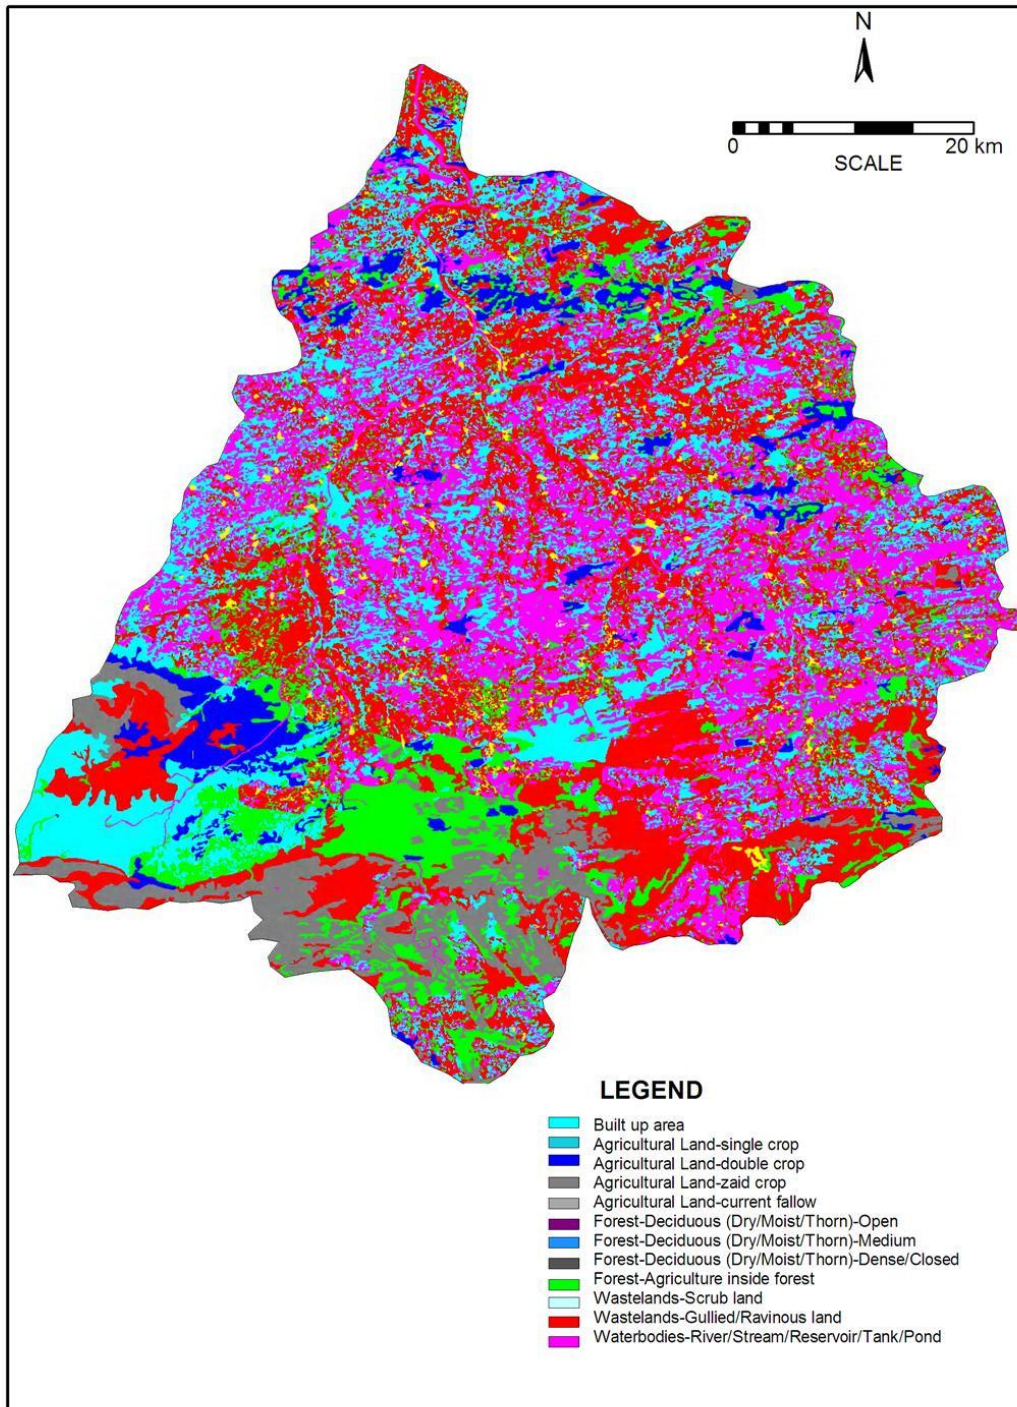 N
0
20 km
SCALE
LEGEND
Built up area
Agricultural Land-single crop
Agricultural Land-double crop
Agricultural Land-zaid crop
Agricultural Land-current fallow
Forest-Deciduous (Dry/Moist/Thorn)-Open
Forest-Deciduous (Dry/Moist/Thorn)-Medium
Forest-Deciduous (Dry/Moist/Thorn)-Dense/Closed
Forest-Agriculture inside forest
Wastelands-Scrub land
Wastelands-Gullied/Ravinous land
Waterbodies-River/Stream/Reservoir/Tank/Pond